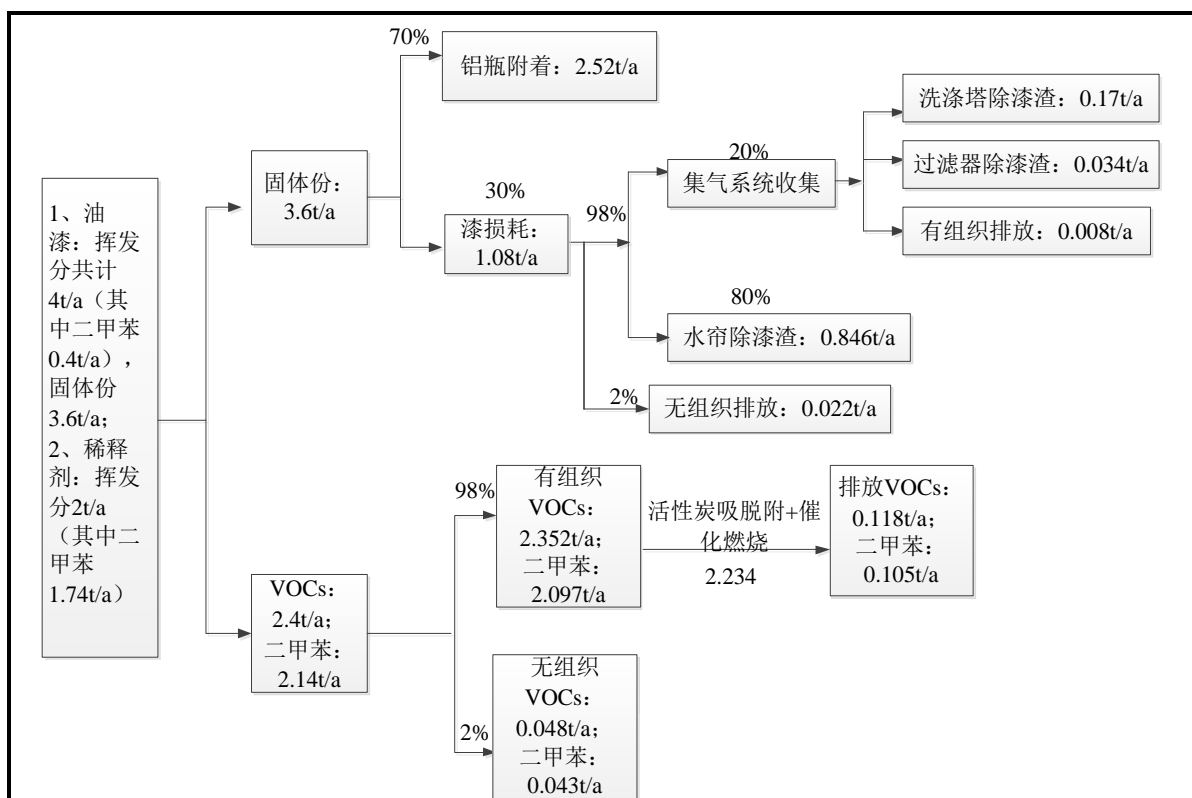 1、油
漆：挥发
分共计
4t/a（其
中二甲苯
0.4t/a），
固体份
3.6t/a；
2、稀释
剂：挥发
分2t/a
（其中二
甲苯
1.74t/a）
固体份：
3.6t/a
70%
铝瓶附着：2.52t/a
30%
漆损耗：
1.08t/a
98%
20%
集气系统收集
洗涤塔除漆渣：0.17t/a
过滤器除漆渣：0.034t/a
有组织排放：0.008t/a
80%
水帘除漆渣：0.846t/a
2%
无组织排放：0.022t/a
VOCs：
2.4t/a；
二甲苯：
2.14t/a
98%
有组织
VOCs：
2.352t/a；
二甲苯：
2.097t/a
活性炭吸脱附+催
化燃烧
2.234
排放VOCs：
0.118t/a；
二甲苯：
0.105t/a
2%
无组织
VOCs：
0.048t/a；
二甲苯：
0.043t/a